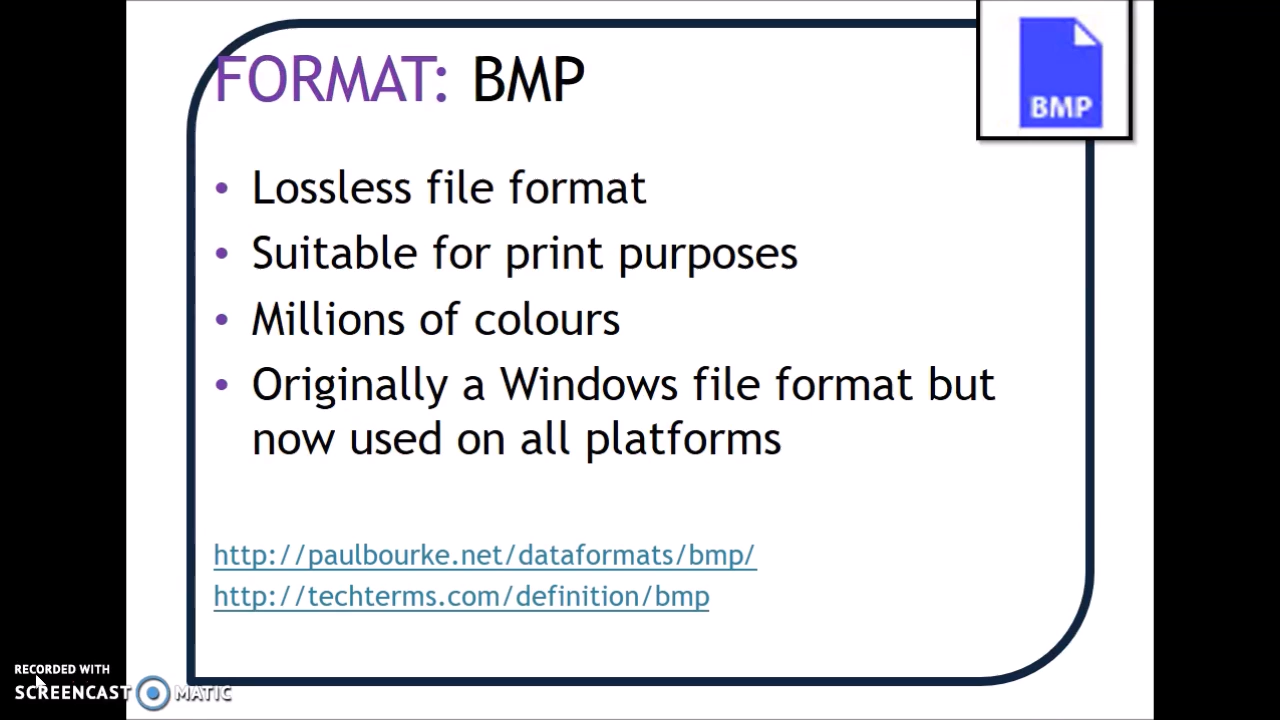 FORMAT: BMP
BMP
• Lossless file format
• Suitable for print purposes
• Millions of colours
• Originally a Windows file format but
now used on all platforms
http://paulbourke.net/dataformats/bmp/
http://techterms.com/definition/bmp
RECORDED WITH
SCREENCAST MATIC